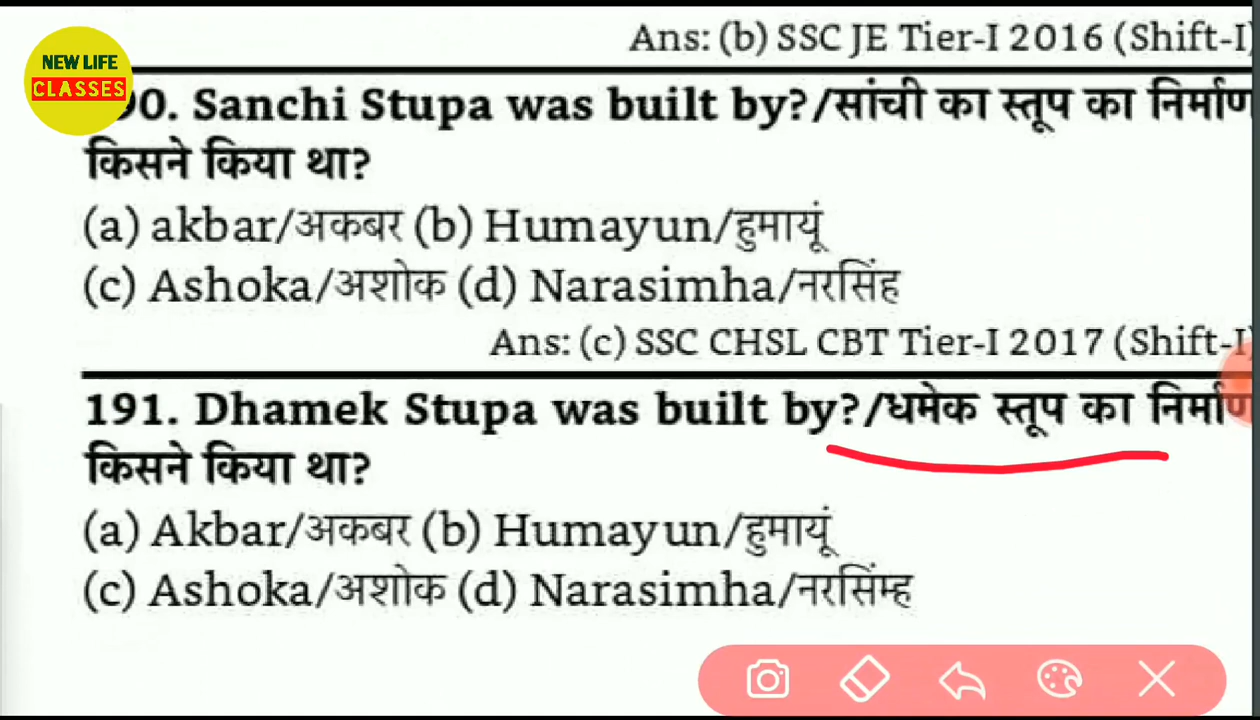 Ans: (b) SSC JE Tier-I 2016 (Shift-I)
NEW LIFE
CLASSES
90. Sanchi Stupa was built by?/सांची का स्तूप का निर्माण
किसने किया था?
(a) akbar/अकबर (b) Humayun/हुमायूं
(c) Ashoka/अशोक (d) Narasimha/नरसिंह
Ans: (c) SSC CHSL CBT Tier-I 2017 (Shift-I)
191. Dhamek Stupa was built by?/धमेक स्तूप का निर्माण
किसने किया था?
(a) Akbar/अकबर (b) Humayun/हुमायूं
(c) Ashoka/अशोक (d) Narasimha/नरसिंम्ह